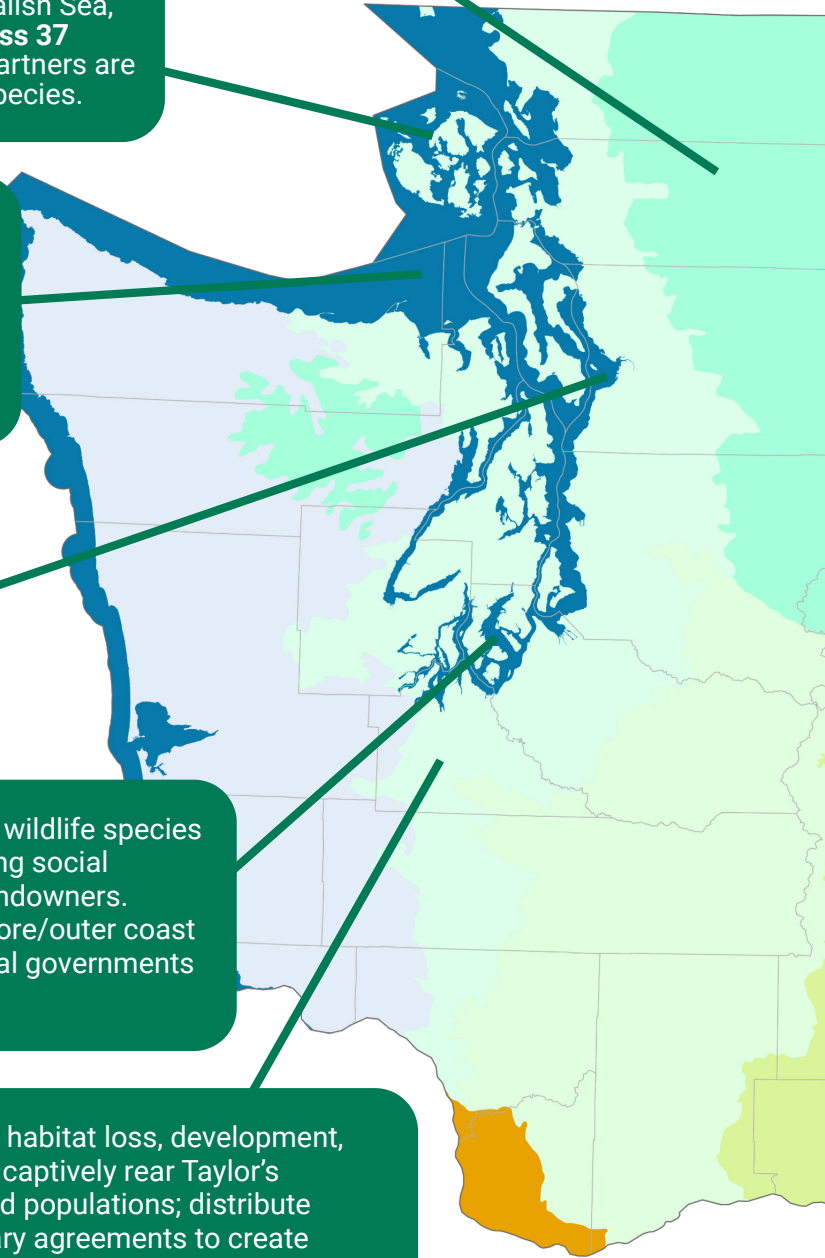 alish Sea,
ss 37
artners are
pecies.
wildlife species
ng social
ndowners.
ore/outer coast
al governments
habitat loss, development,
captively rear Taylor’s
d populations; distribute
ary agreements to create